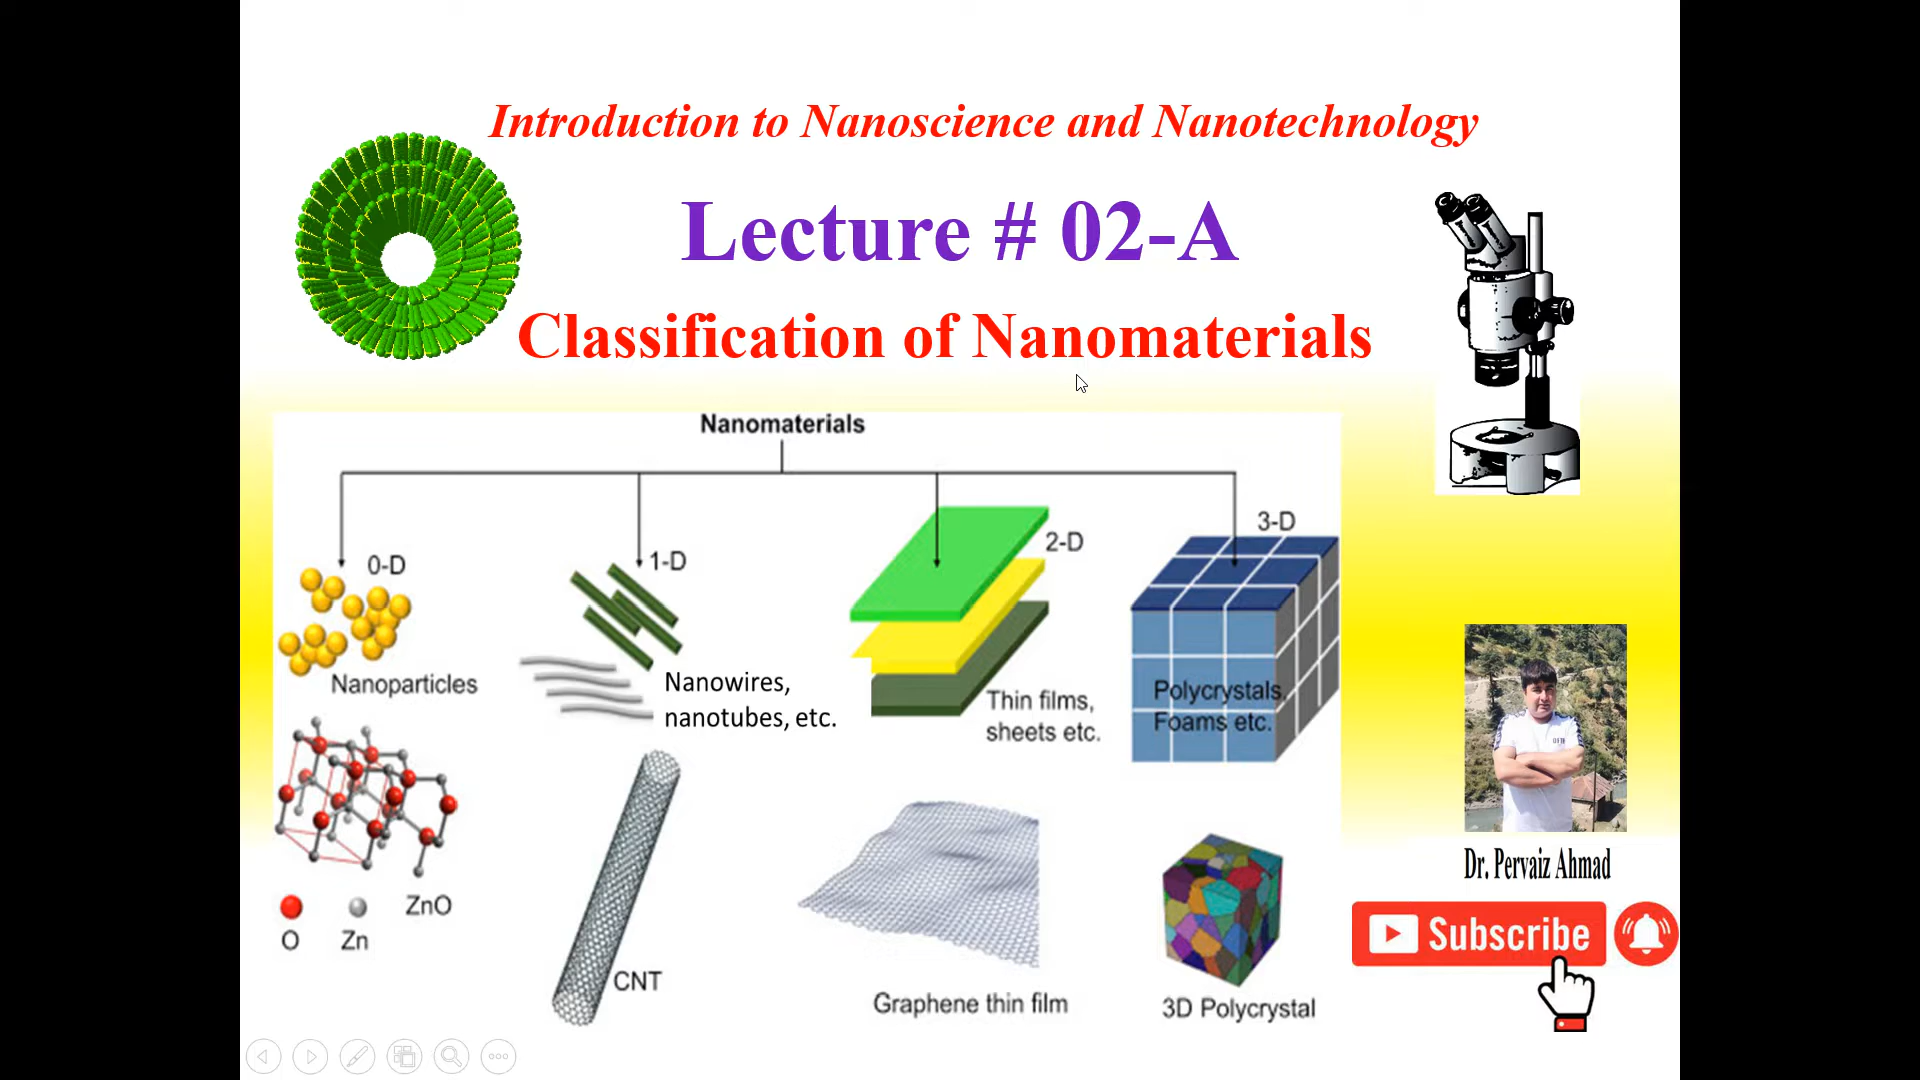 Introduction to Nanoscience and Nanotechnology
Lecture # 02-A
Classification of Nanomaterials
Nanomaterials
0-D
1-D
2-D
3-D
Nanoparticles
Nanowires,
nanotubes, etc.
Thin films,
sheets etc.
Polycrystals,
Foams etc.
O
Zn
ZnO
CNT
Graphene thin film
3D Polycrystal
Dr. Pervaiz Ahmad
Subscribe